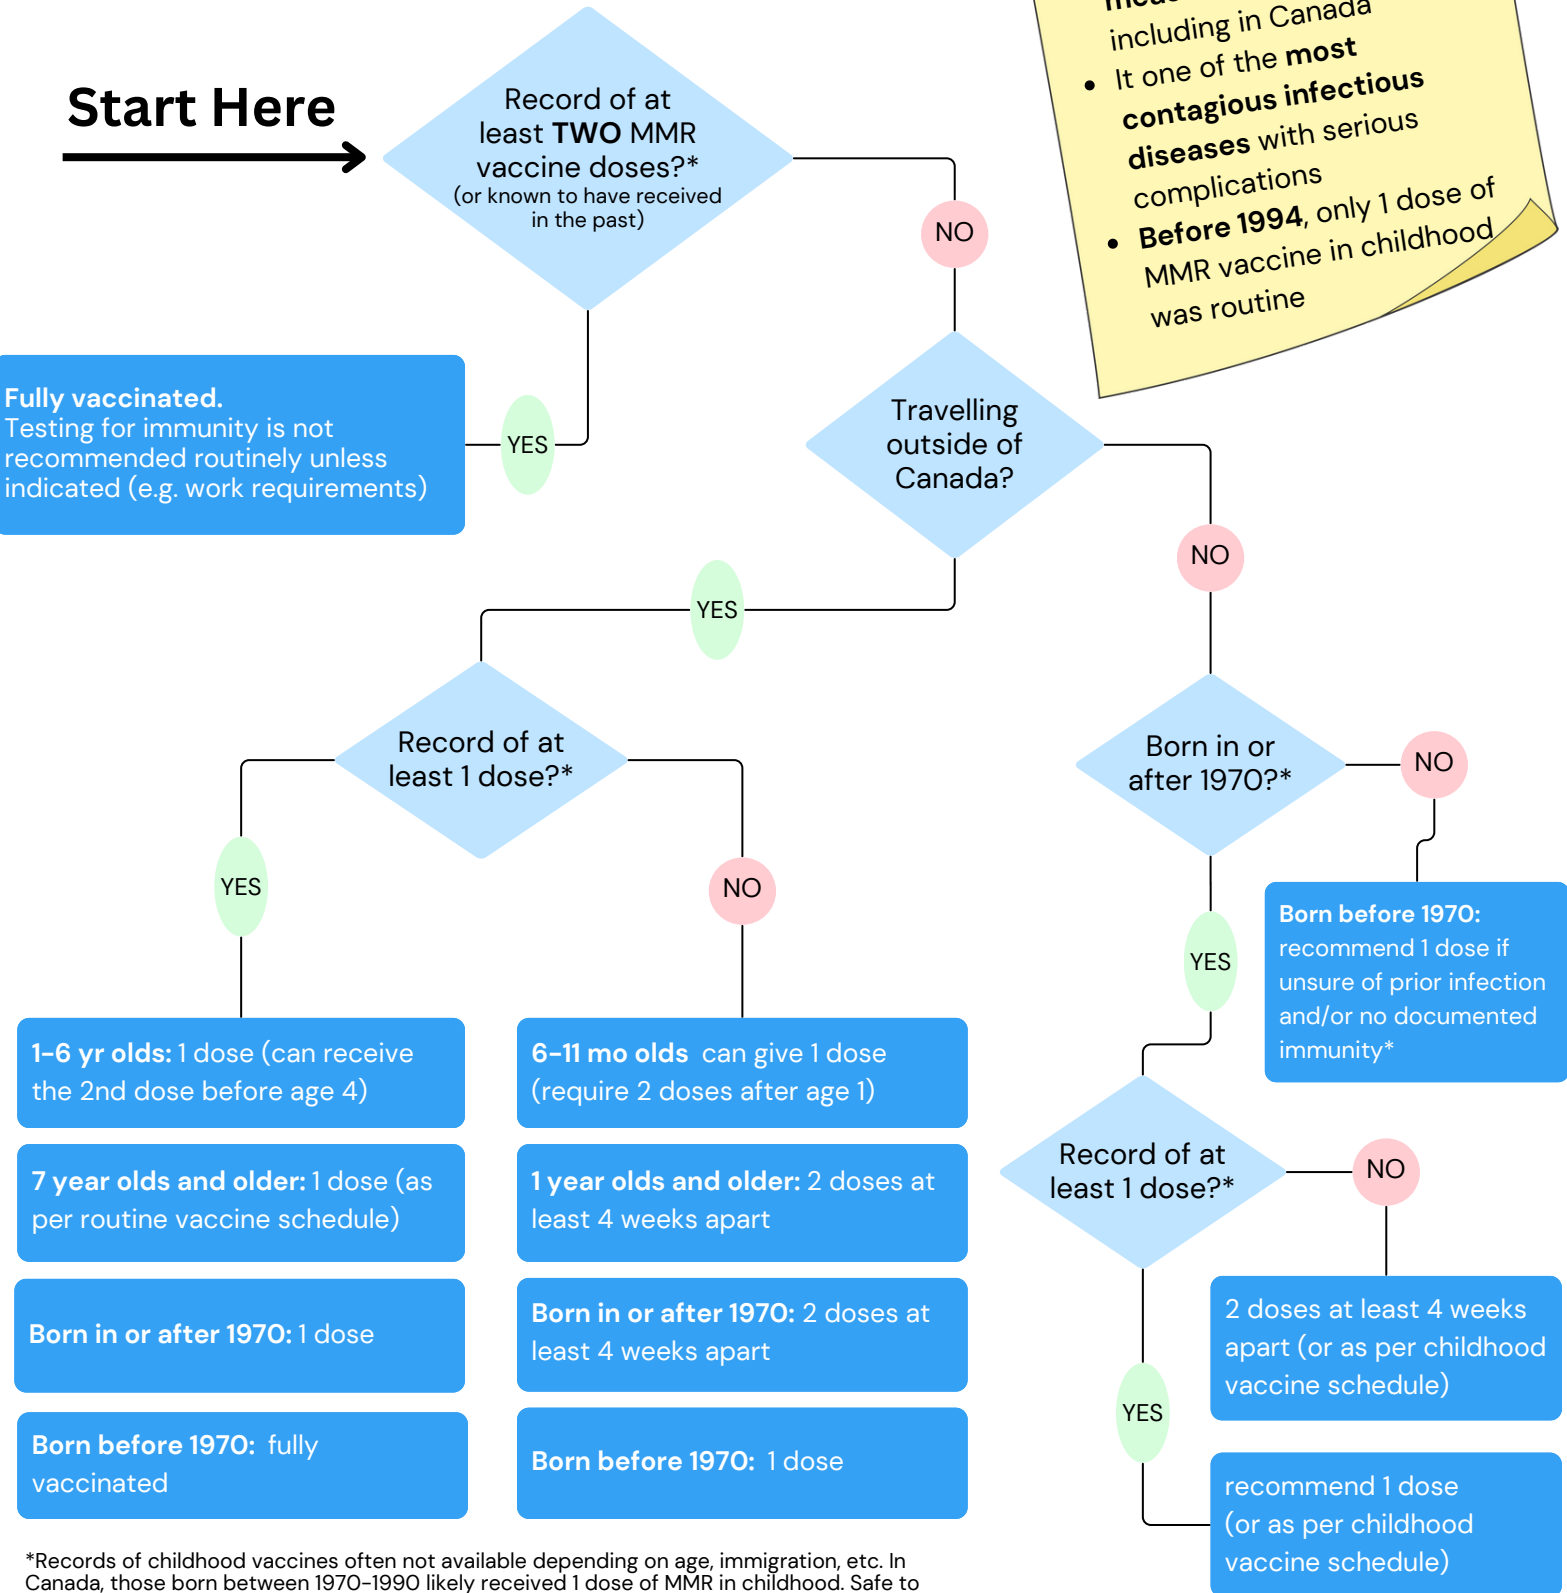 Start Here
Record of at
least TWO MMR
vaccine doses?*
(or known to have received
in the past)
including in Canada
• It one of the most
contagious infectious
diseases with serious
complications
• Before 1994, only 1 dose of
MMR vaccine in childhood
was routine
NO
Fully vaccinated.
Testing for immunity is not
recommended routinely unless
indicated (e.g. work requirements)
YES
Travelling
outside of
Canada?
NO
YES
Record of at
least 1 dose?*
Born in or
after 1970?*
NO
YES
NO
Born before 1970:
recommend 1 dose if
unsure of prior infection
and/or no documented
immunity*
YES
1-6 yr olds: 1 dose (can receive
the 2nd dose before age 4)
6-11 mo olds can give 1 dose
(require 2 doses after age 1)
7 year olds and older: 1 dose (as
per routine vaccine schedule)
1 year olds and older: 2 doses at
least 4 weeks apart
Record of at
least 1 dose?*
NO
Born in or after 1970: 1 dose
Born in or after 1970: 2 doses at
least 4 weeks apart
2 doses at least 4 weeks
apart (or as per childhood
vaccine schedule)
YES
Born before 1970: fully
vaccinated
Born before 1970: 1 dose
recommend 1 dose
(or as per childhood
vaccine schedule)
*Records of childhood vaccines often not available depending on age, immigration, etc. In
Canada, those born between 1970-1990 likely received 1 dose of MMR in childhood. Safe to